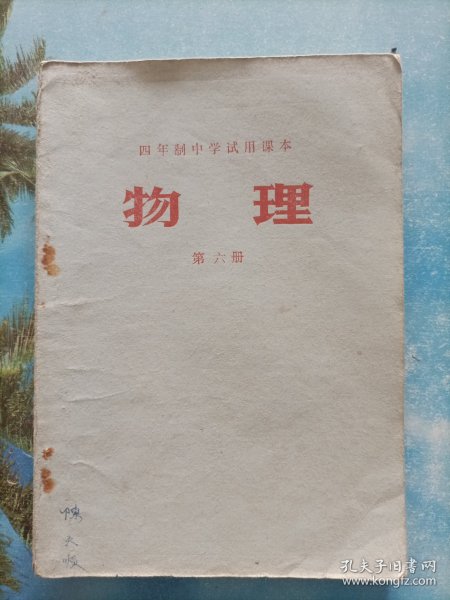 四年制中学试用课本
物理
第六册
陈
孔夫子旧书网
www.kongfz.com